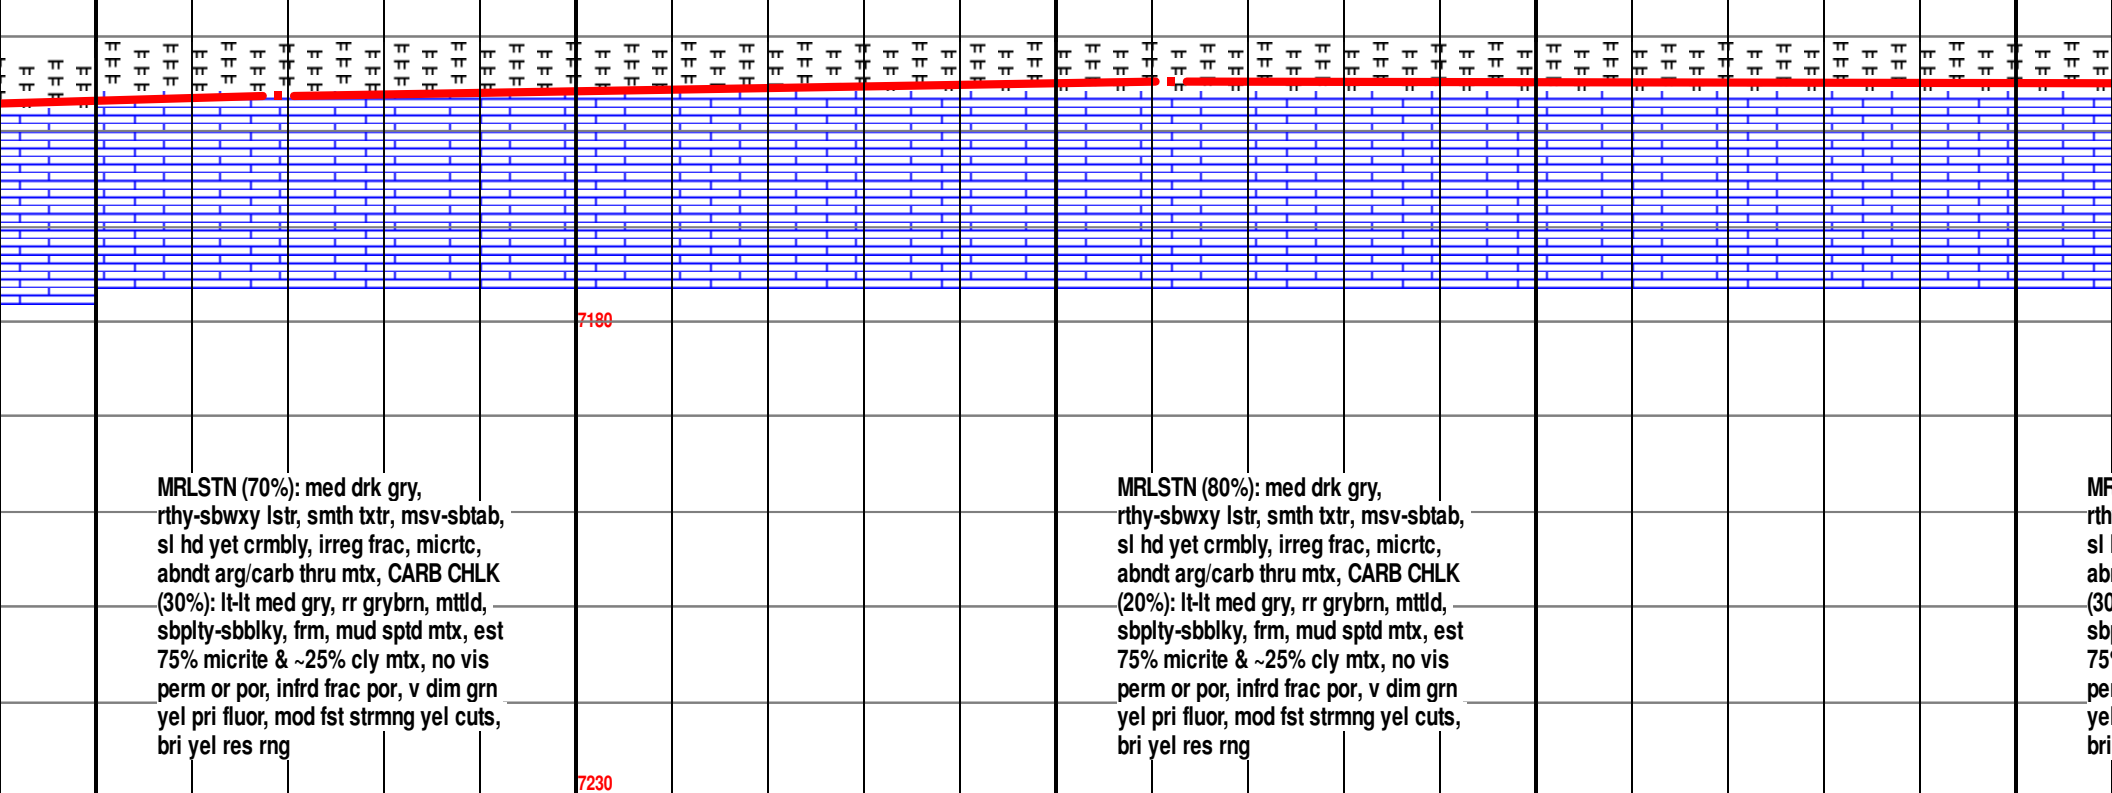 7180
MRLSTN (70%): med drk gry,
rthy-sbwxy lstr, smth txtr, msv-sbtab,
sl hd yet crmbly, irreg frac, micrtc,
abndt arg/carb thru mtx, CARB CHLK
(30%): lt-lt med gry, rr grybrn, mttld,
sbplty-sbblky, frm, mud sptd mtx, est
75% micrite & ~25% cly mtx, no vis
perm or por, infrd frac por, v dim grn
yel pri fluor, mod fst strmng yel cuts,
bri yel res rng
7230
MRLSTN (80%): med drk gry,
rthy-sbwxy lstr, smth txtr, msv-sbtab,
sl hd yet crmbly, irreg frac, micrtc,
abndt arg/carb thru mtx, CARB CHLK
(20%): lt-lt med gry, rr grybrn, mttld,
sbplty-sbblky, frm, mud sptd mtx, est
75% micrite & ~25% cly mtx, no vis
perm or por, infrd frac por, v dim grn
yel pri fluor, mod fst strmng yel cuts,
bri yel res rng